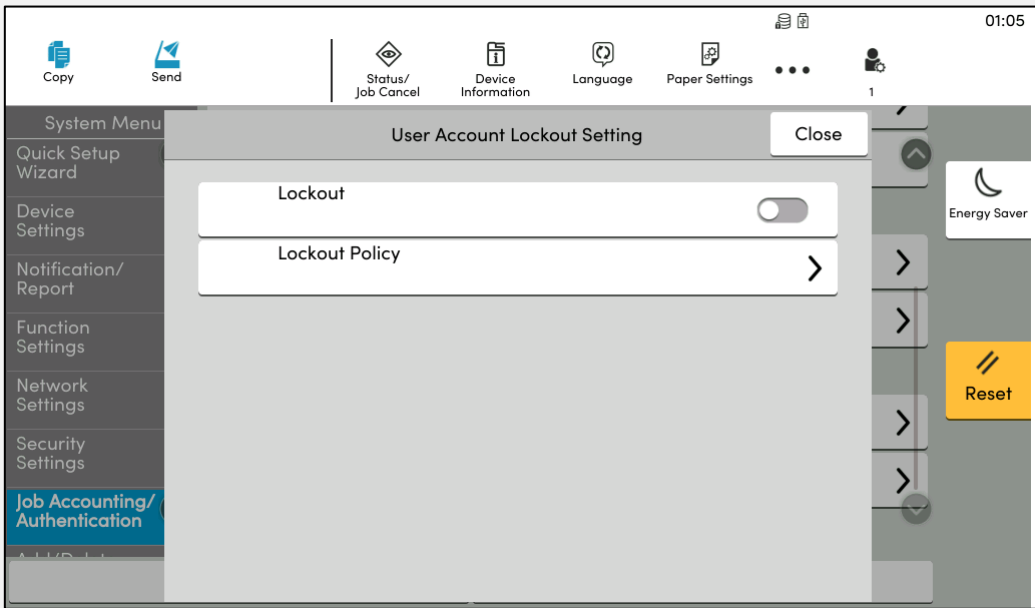 01:05
Copy
Send
Status/
Job Cancel
Device
Information
Language
Paper Settings
1
System Menu
Quick Setup
Wizard
Device
Settings
Notification/
Report
Function
Settings
Network
Settings
Security
Settings
Job Accounting/
Authentication
User Account Lockout Setting
Close
Lockout
Lockout Policy
Energy Saver
Reset